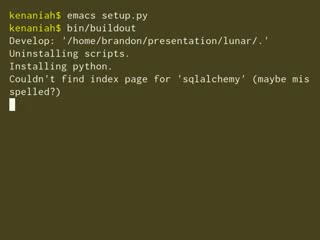 kenaniah$ emacs setup.py
kenaniah$ bin/buildout
Develop: '/home/brandon/presentation/lunar/.'
Uninstalling scripts.
Installing python.
Couldn't find index page for 'sqlalchemy' (maybe mis
spelled?)